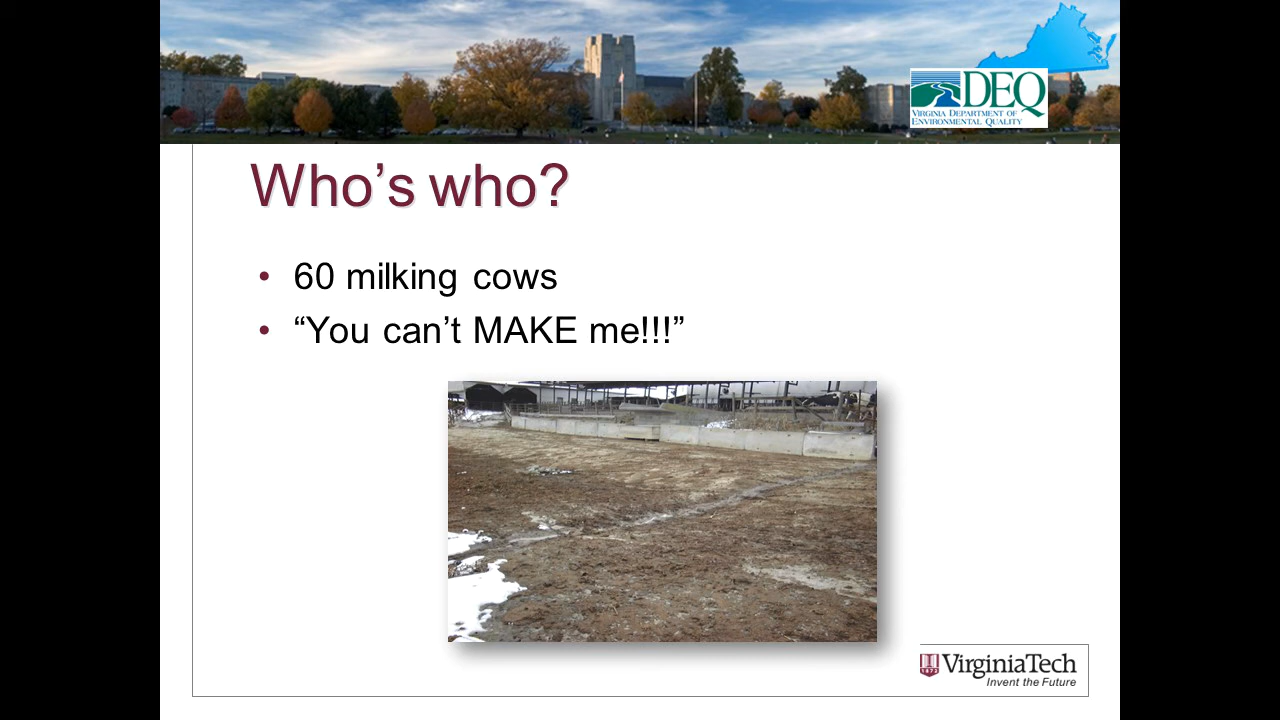 DEQ
VIRGINIA DEPARTMENT OF
ENVIRONMENTAL QUALITY
Who’s who?
• 60 milking cows
• “You can’t MAKE me!!!”
1872
VirginiaTech
Invent the Future